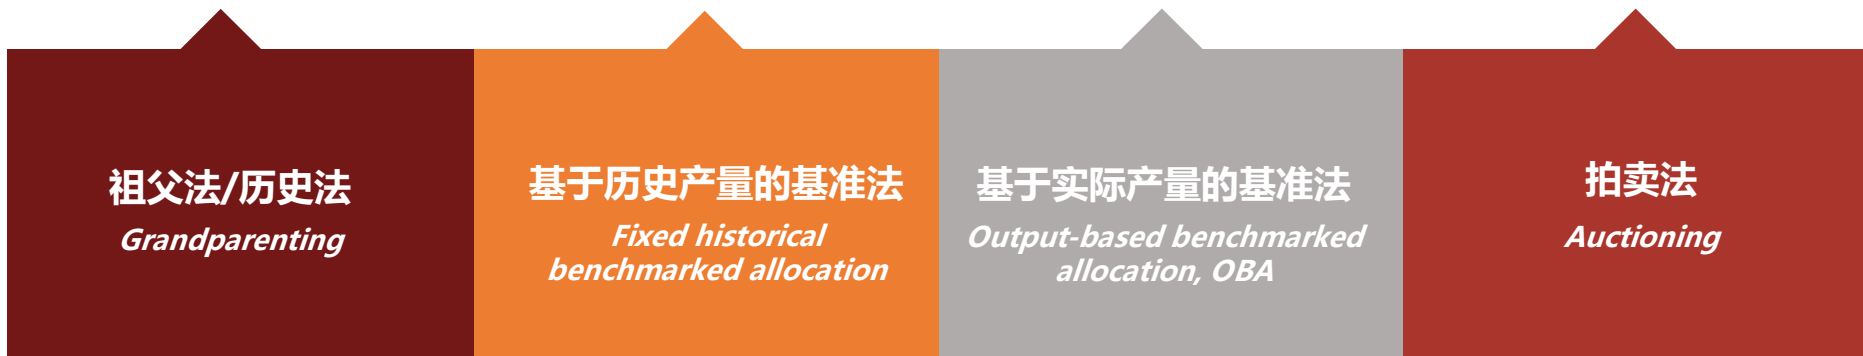 祖父法/历史法
Grandparenting
基于历史产量的基准法
Fixed historical
benchmarked allocation
基于实际产量的基准法
Output-based benchmarked
allocation, OBA
拍卖法
Auctioning